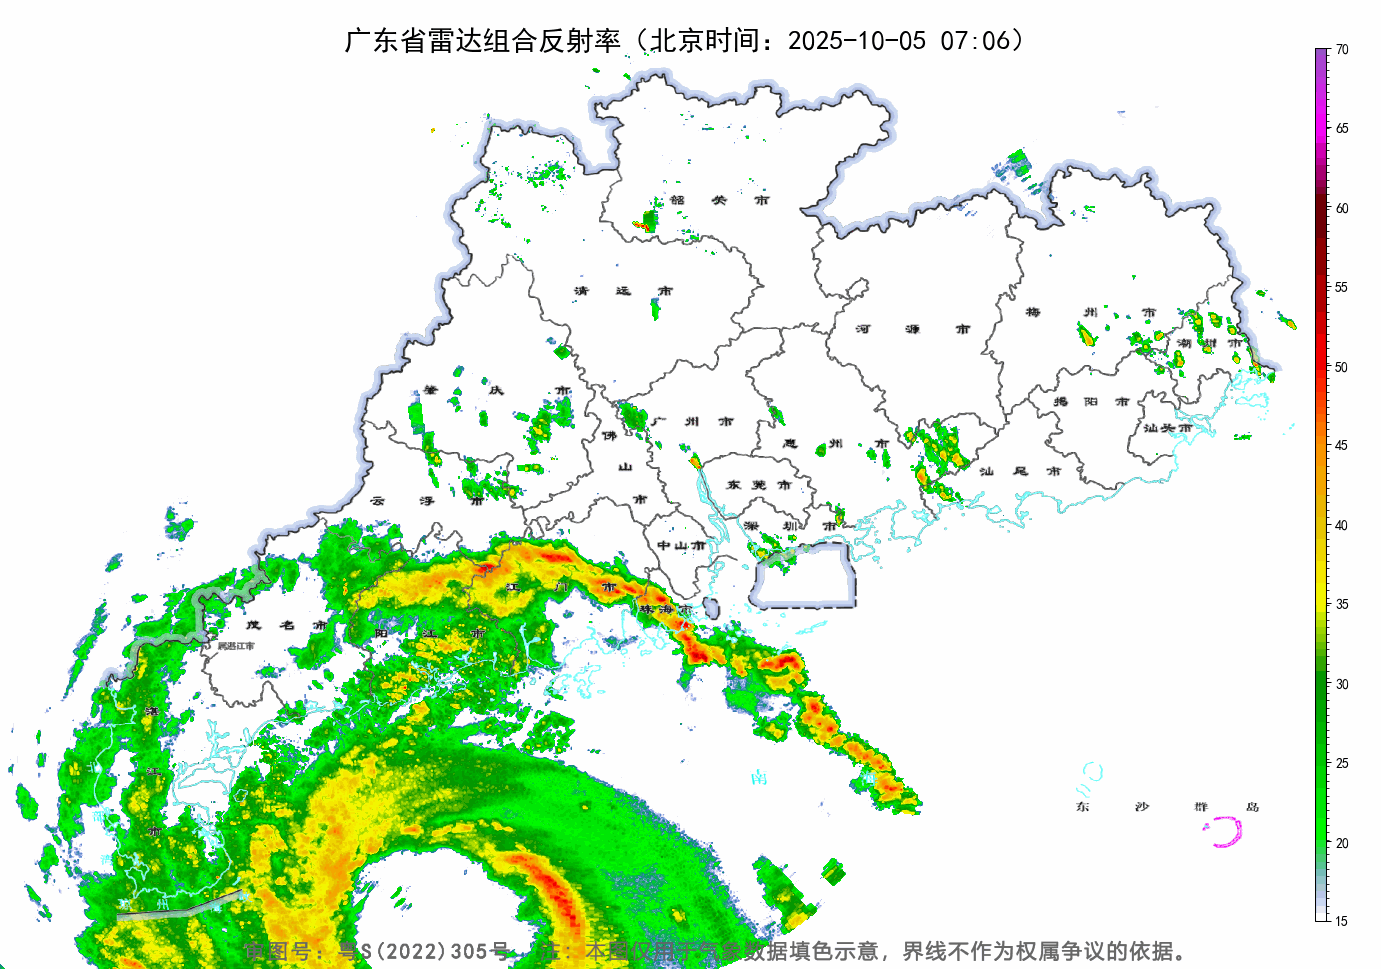 广东省雷达组合反射率（北京时间：2025-10-05 07:06）
70
65
60
55
50
45
40
35
30
25
20
15
韶关市
清远市
河源市
梅州市
潮州市
肇庆市
广州市
佛山市
惠州市
揭阳市
汕头市
汕尾市
云浮市
东莞市
深圳市
中山市
江门市
珠海市
茂名市
属湛江市
阳江市
湛江市
南
东沙群岛
州
审图号：粤S(2022)305号 注：本图仅用于气象数据填色示意，界线不作为权属争议的依据。